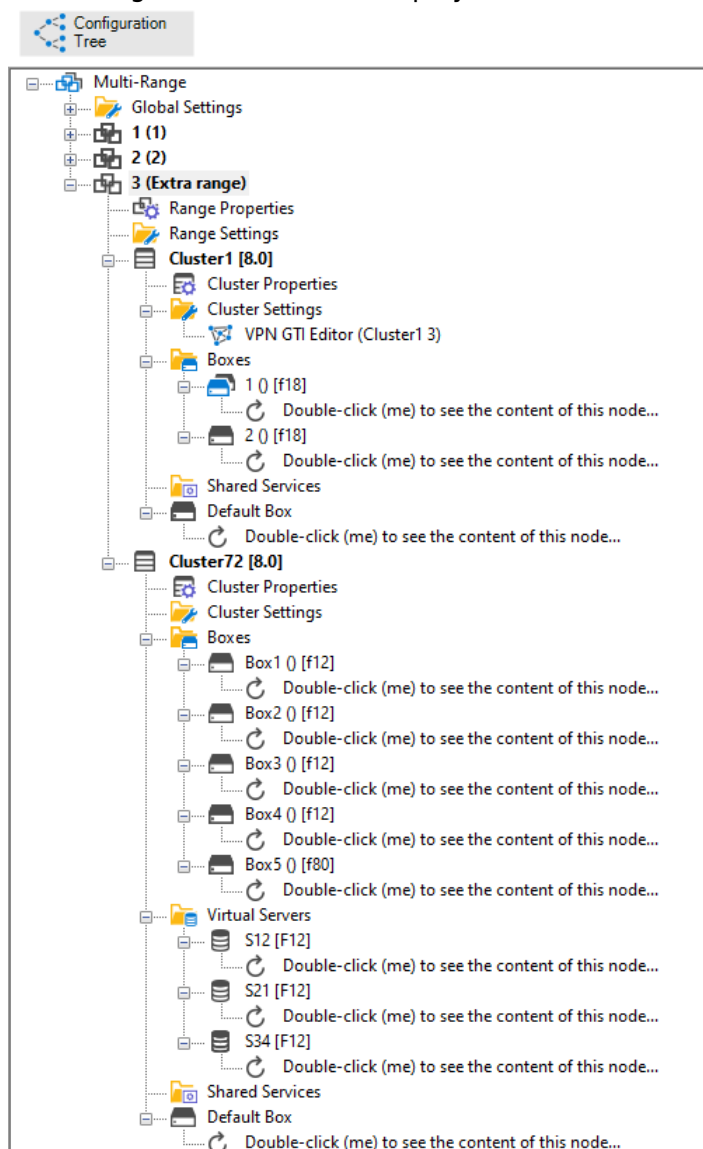 Configuration
Tree
Multi-Range
Global Settings
1 (1)
2 (2)
3 (Extra range)
Range Properties
Range Settings
Cluster1 [8.0]
Cluster Properties
Cluster Settings
VPN GTI Editor (Cluster1 3)
Boxes
1 () [f18]
Double-click (me) to see the content of this node...
2 () [f18]
Double-click (me) to see the content of this node...
Shared Services
Default Box
Double-click (me) to see the content of this node...
Cluster72 [8.0]
Cluster Properties
Cluster Settings
Boxes
Box1 () [f12]
Double-click (me) to see the content of this node...
Box2 () [f12]
Double-click (me) to see the content of this node...
Box3 () [f12]
Double-click (me) to see the content of this node...
Box4 () [f12]
Double-click (me) to see the content of this node...
Box5 () [f80]
Double-click (me) to see the content of this node...
Virtual Servers
S12 [F12]
Double-click (me) to see the content of this node...
S21 [F12]
Double-click (me) to see the content of this node...
S34 [F12]
Double-click (me) to see the content of this node...
Shared Services
Default Box
Double-click (me) to see the content of this node...